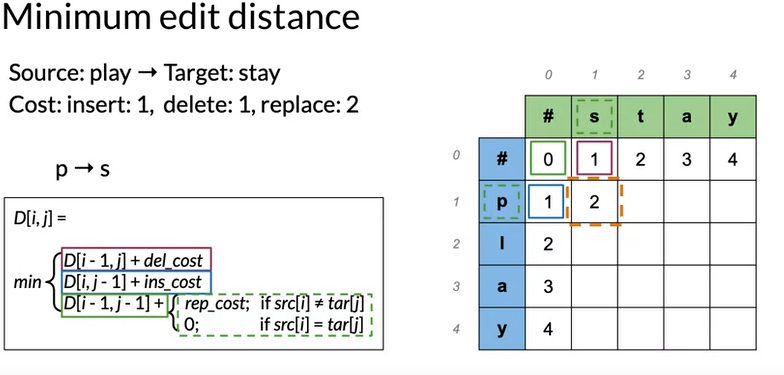 Minimum edit distance
Source: play → Target: stay
Cost: insert: 1, delete: 1, replace: 2
p → s
D[i,j] =
min
D[i - 1, j] + del_cost
D[i, j - 1] + ins_cost
D[i - 1, j - 1] + rep_cost; if src[i] ≠ tar[j]
0; if src[i] = tar[j]
0 1 2 3 4
# s t a y
0 # 0 1 2 3 4
1 p 1 2
2 l 2
3 a 3
4 y 4